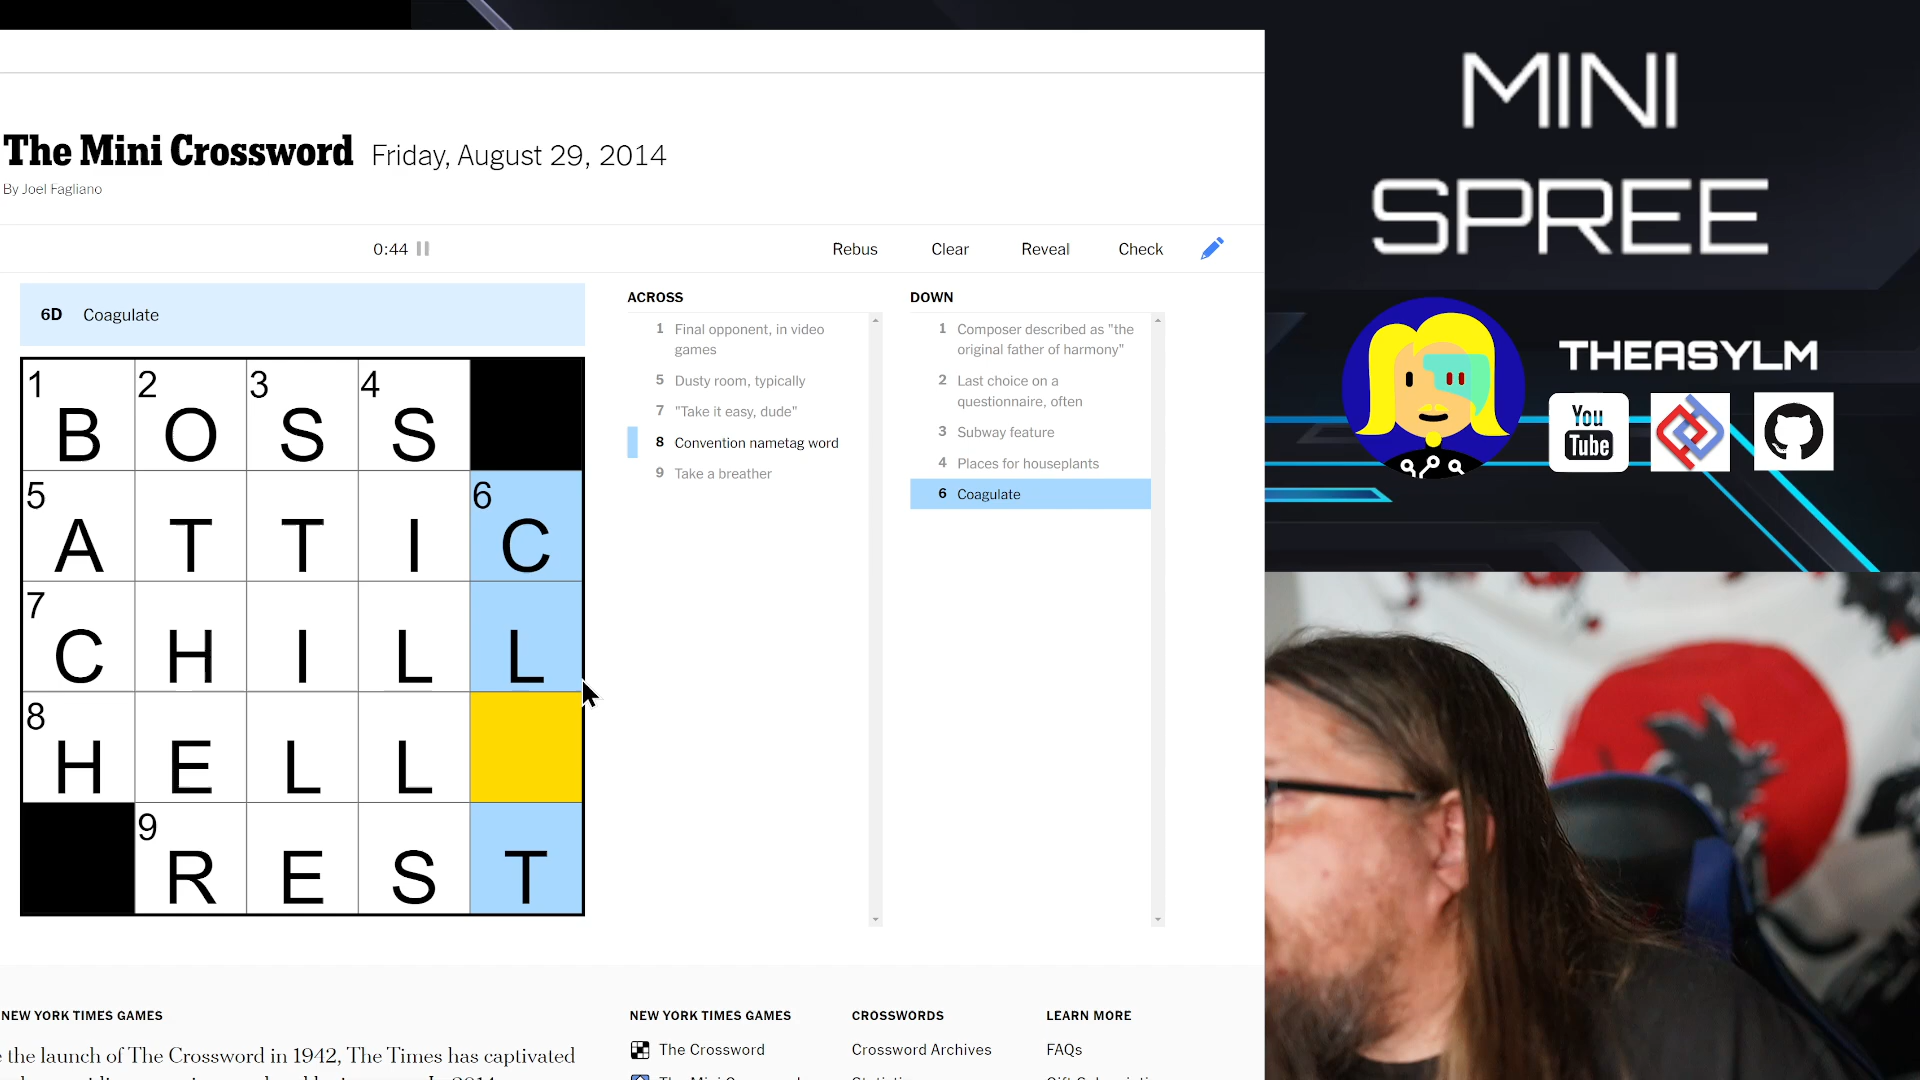 The Mini Crossword Friday, August 29, 2014
By Joel Fagliano
0:44
Rebus Clear Reveal Check
6D Coagulate
1 B 2 O 3 S 4 S
5 A T T I 6 C
7 C H I L L
8 H E L L
9 R E S T
ACROSS
1 Final opponent, in video
games
5 Dusty room, typically
7 "Take it easy, dude"
8 Convention nametag word
9 Take a breather
DOWN
1 Composer described as "the
original father of harmony"
2 Last choice on a
questionnaire, often
3 Subway feature
4 Places for houseplants
6 Coagulate
NEW YORK TIMES GAMES
the launch of The Crossword in 1942, The Times has captivated
NEW YORK TIMES GAMES
The Crossword
CROSSWORDS
Crossword Archives
LEARN MORE
FAQs
MINI
SPREE
THEASYLM
You
Tube